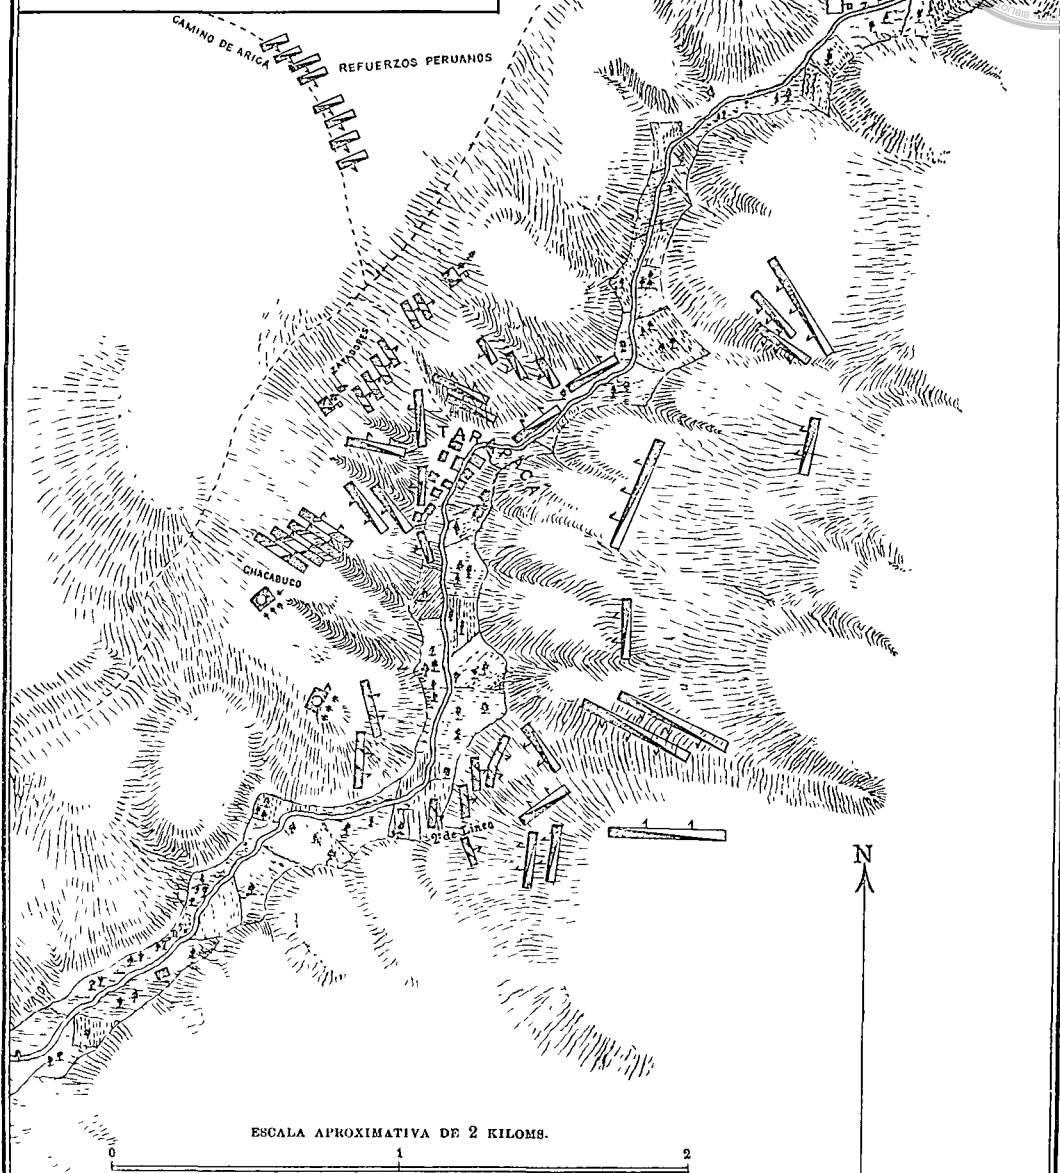 CAMINO DE ARICA
REFUERZOS PERUANOS
ZAPADORES
TARAPACA
CHACABUCO
2º de Línea
N
ESCALA APROXIMATIVA DE 2 KILOMS.
0 1 2